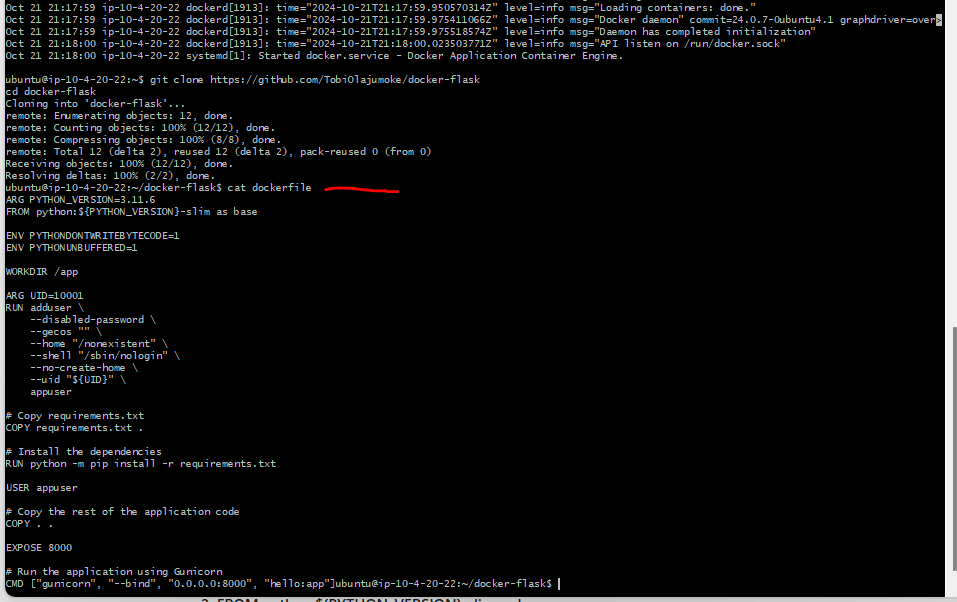 Oct 21 21:17:59 ip-10-4-20-22 dockerd[1913]: time="2024-10-21T21:17:59.950570314Z" level=info msg="Loading containers: done."
Oct 21 21:17:59 ip-10-4-20-22 dockerd[1913]: time="2024-10-21T21:17:59.975411066Z" level=info msg="Docker daemon" commit=24.0.7-0ubuntu4.1 graphdriver=over>
Oct 21 21:17:59 ip-10-4-20-22 dockerd[1913]: time="2024-10-21T21:17:59.975518574Z" level=info msg="Daemon has completed initialization"
Oct 21 21:18:00 ip-10-4-20-22 dockerd[1913]: time="2024-10-21T21:18:00.023503771Z" level=info msg="API listen on /run/docker.sock"
Oct 21 21:18:00 ip-10-4-20-22 systemd[1]: Started docker.service - Docker Application Container Engine.
ubuntu@ip-10-4-20-22:~$ git clone https://github.com/TobiOlajumoke/docker-flask
cd docker-flask
Cloning into 'docker-flask'...
remote: Enumerating objects: 12, done.
remote: Counting objects: 100% (12/12), done.
remote: Compressing objects: 100% (8/8), done.
remote: Total 12 (delta 2), reused 12 (delta 2), pack-reused 0 (from 0)
Receiving objects: 100% (12/12), done.
Resolving deltas: 100% (2/2), done.
ubuntu@ip-10-4-20-22:~/docker-flask$ cat dockerfile
ARG PYTHON_VERSION=3.11.6
FROM python:${PYTHON_VERSION}-slim as base
ENV PYTHONDONTWRITEBYTECODE=1
ENV PYTHONUNBUFFERED=1
WORKDIR /app
ARG UID=10001
RUN adduser \
--disabled-password \
--gecos "" \
--home "/nonexistent" \
--shell "/sbin/nologin" \
--no-create-home \
--uid "${UID}" \
appuser
# Copy requirements.txt
COPY requirements.txt .
# Install the dependencies
RUN python -m pip install -r requirements.txt
USER appuser
# Copy the rest of the application code
COPY . .
EXPOSE 8000
# Run the application using Gunicorn
CMD ["gunicorn", "--bind", "0.0.0.0:8000", "hello:app"]ubuntu@ip-10-4-20-22:~/docker-flask$